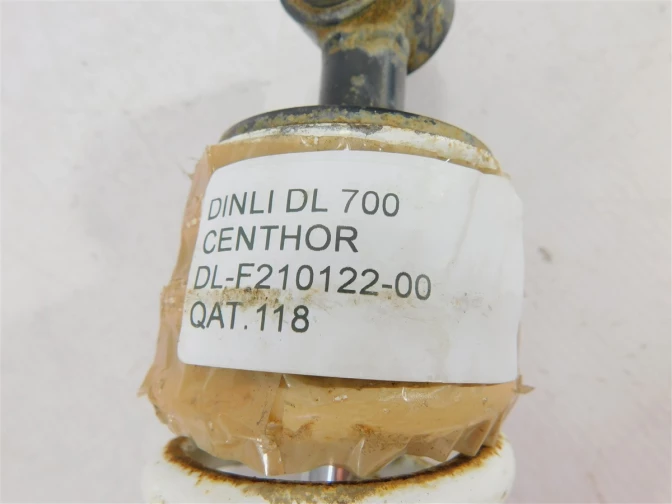 DINLI DL 700
CENTHOR
DL-F210122-00
QAT.118